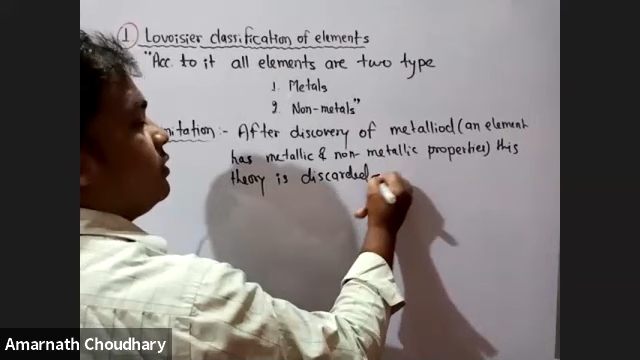 1 Lovoisier classification of elements
"Acc. to it all elements are two type
1. Metals
2. Non-metals"
:- After discovery of metalliod (an element
has metallic & non-metallic properties) this
theory is discarded-
Amarnath Choudhary